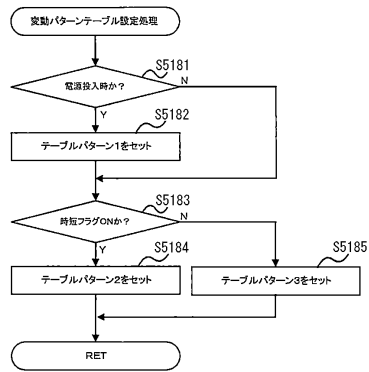 変動パターンテーブル設定処理
S5181
電源投入時か?
N
Y
S5182
テーブルパターン1をセット
S5183
時短フラグONか?
N
Y
S5184
S5185
テーブルパターン2をセット
テーブルパターン3をセット
RET